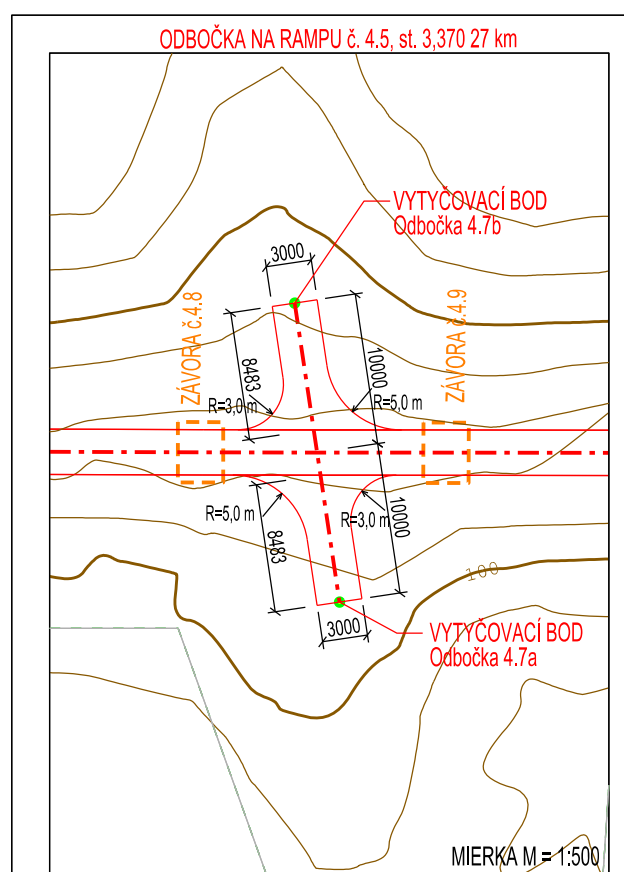 ODBOČKA NA RAMPU č. 4.5, st. 3,370 27 km
VYTYČOVACÍ BOD
Odbočka 4.7b
3000
ZÁVORA č.4.8
ZÁVORA č.4.9
8483
10000
R=3,0 m
R=5,0 m
R=5,0 m
R=3,0 m
8483
10000
100
3000
VYTYČOVACÍ BOD
Odbočka 4.7a
MIERKA M = 1:500